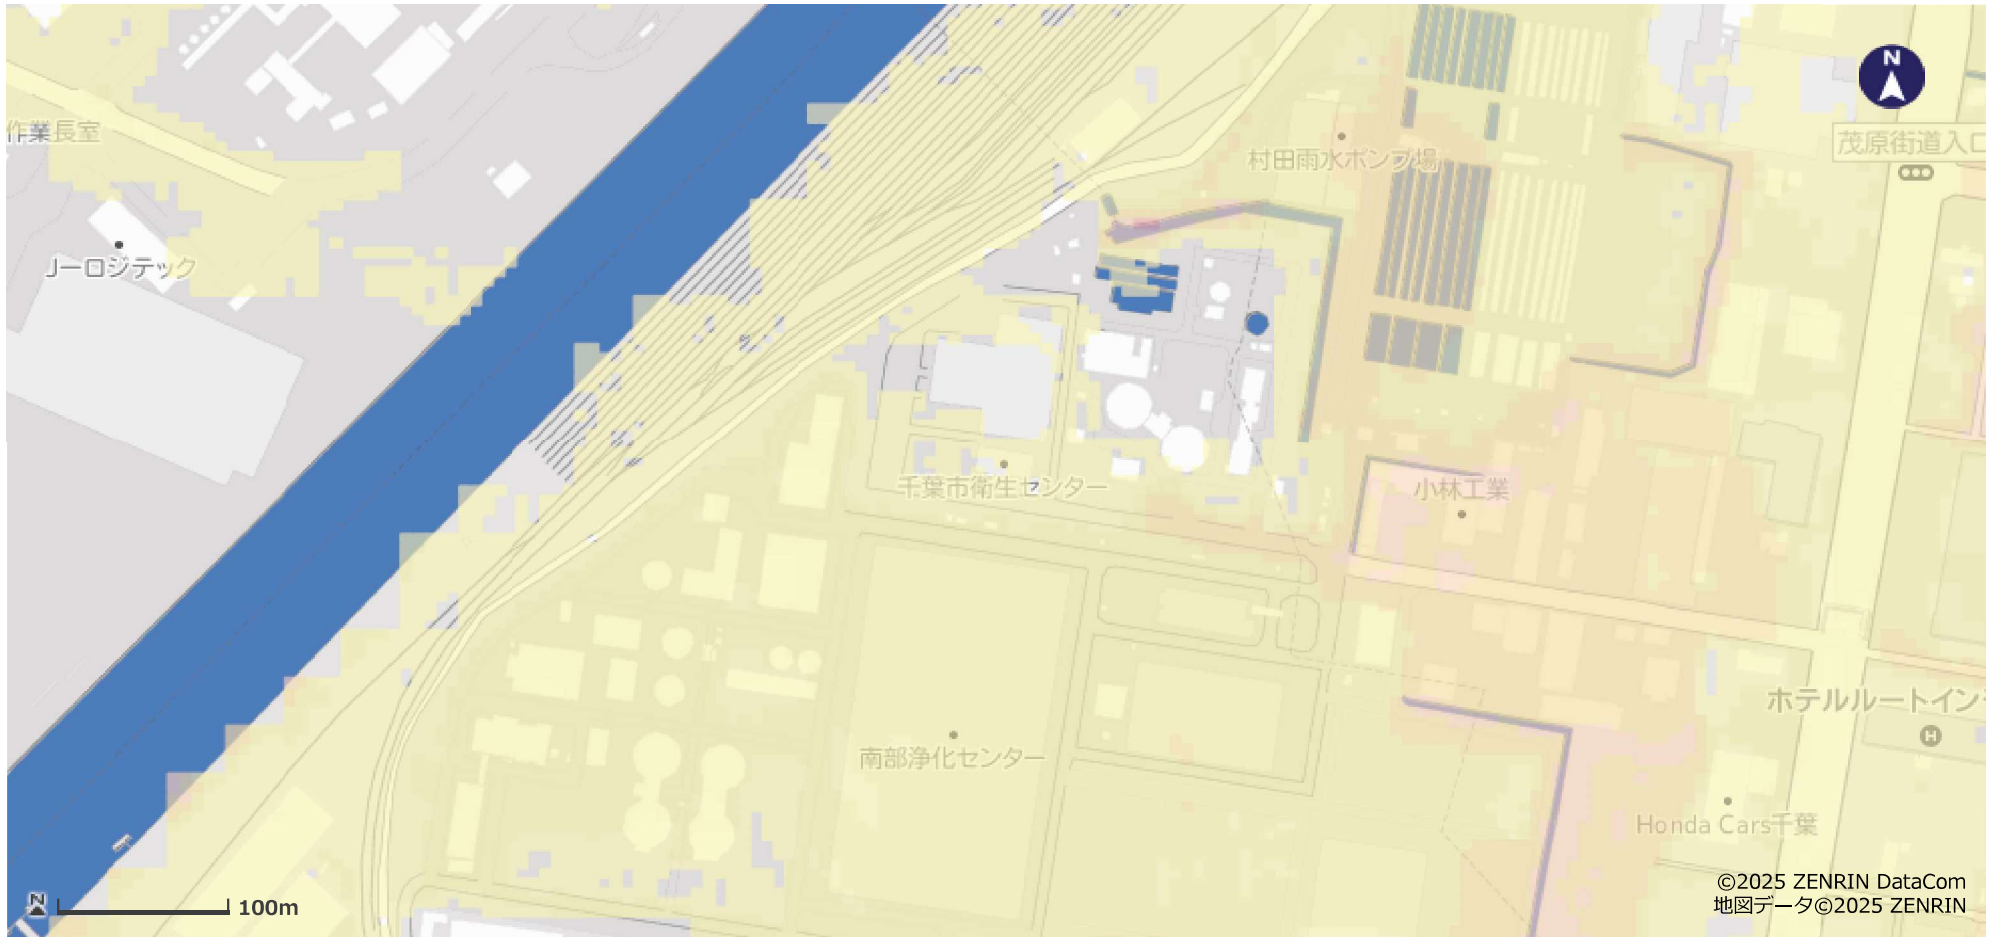 N
作業長室
村田雨水ポンプ場
茂原街道入口
Jーロジテック
千葉市衛生センター
小林工業
ホテルルートイン
H
南部浄化センター
Honda Cars千葉
©2025 ZENRIN DataCom
地図データ©2025 ZENRIN
N
100m